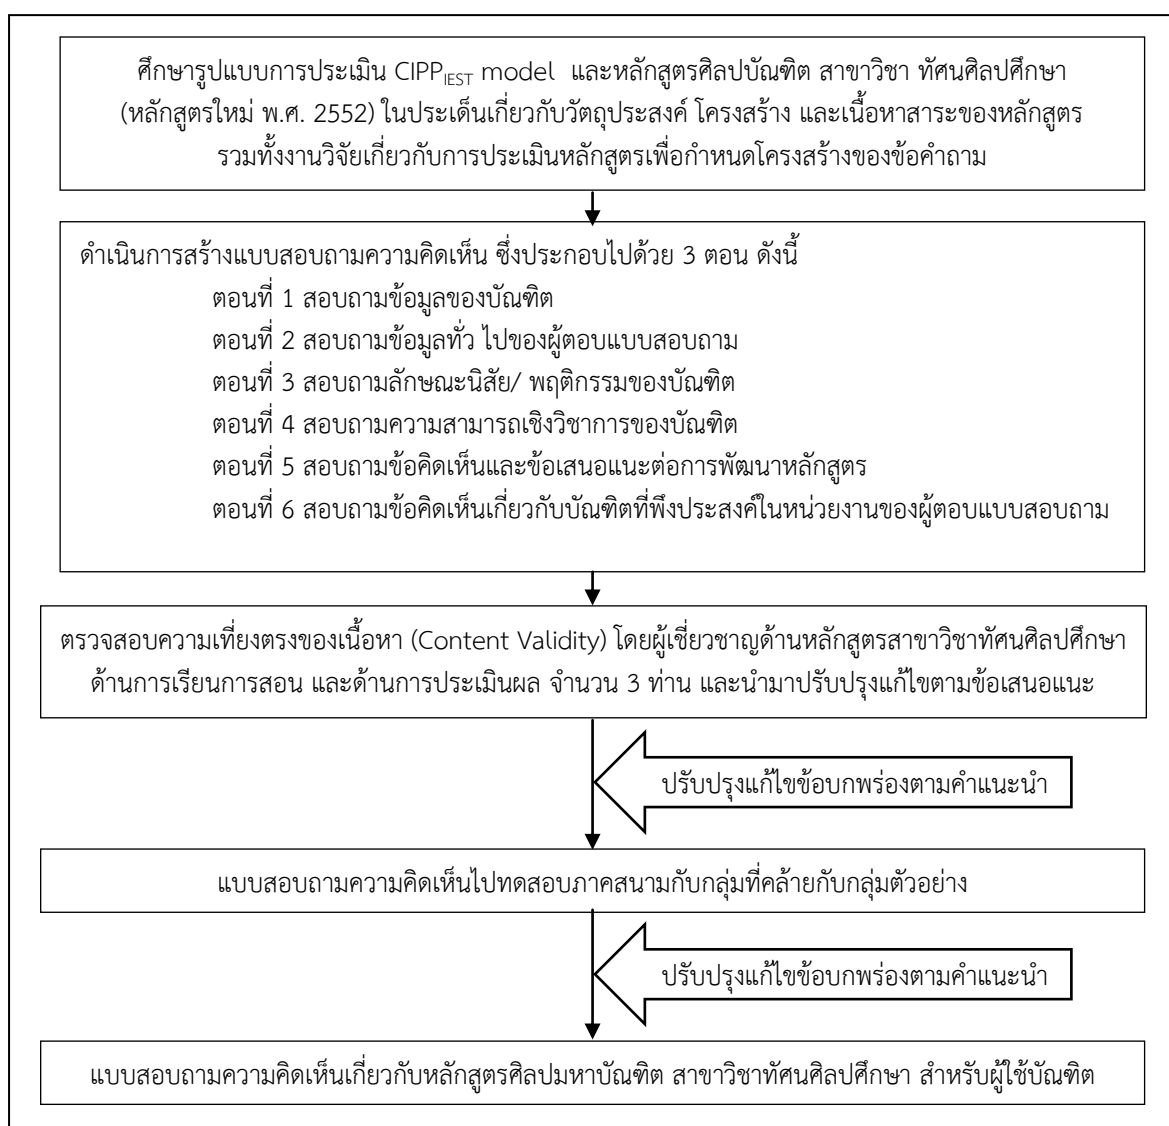 ศึกษารูปแบบการประเมิน CIPPIEST model และหลักสูตรศิลปบัณฑิต สาขาวิชา ทัศนศิลปศึกษา
(หลักสูตรใหม่ พ.ศ. 2552) ในประเด็นเกี่ยวกับวัตถุประสงค์ โครงสร้าง และเนื้อหาสาระของหลักสูตร
รวมทั้งงานวิจัยเกี่ยวกับการประเมินหลักสูตรเพื่อกำหนดโครงสร้างของข้อคำถาม
ดำเนินการสร้างแบบสอบถามความคิดเห็น ซึ่งประกอบไปด้วย 3 ตอน ดังนี้
ตอนที่ 1 สอบถามข้อมูลของบัณฑิต
ตอนที่ 2 สอบถามข้อมูลทั่ว ไปของผู้ตอบแบบสอบถาม
ตอนที่ 3 สอบถามลักษณะนิสัย/ พฤติกรรมของบัณฑิต
ตอนที่ 4 สอบถามความสามารถเชิงวิชาการของบัณฑิต
ตอนที่ 5 สอบถามข้อคิดเห็นและข้อเสนอแนะต่อการพัฒนาหลักสูตร
ตอนที่ 6 สอบถามข้อคิดเห็นเกี่ยวกับบัณฑิตที่พึงประสงค์ในหน่วยงานของผู้ตอบแบบสอบถาม
ตรวจสอบความเที่ยงตรงของเนื้อหา (Content Validity) โดยผู้เชี่ยวชาญด้านหลักสูตรสาขาวิชาทัศนศิลปศึกษา
ด้านการเรียนการสอน และด้านการประเมินผล จำนวน 3 ท่าน และนำมาปรับปรุงแก้ไขตามข้อเสนอแนะ
ปรับปรุงแก้ไขข้อบกพร่องตามคำแนะนำ
แบบสอบถามความคิดเห็นไปทดสอบภาคสนามกับกลุ่มที่คล้ายกับกลุ่มตัวอย่าง
ปรับปรุงแก้ไขข้อบกพร่องตามคำแนะนำ
แบบสอบถามความคิดเห็นเกี่ยวกับหลักสูตรศิลปมหาบัณฑิต สาขาวิชาทัศนศิลปศึกษา สำหรับผู้ใช้บัณฑิต